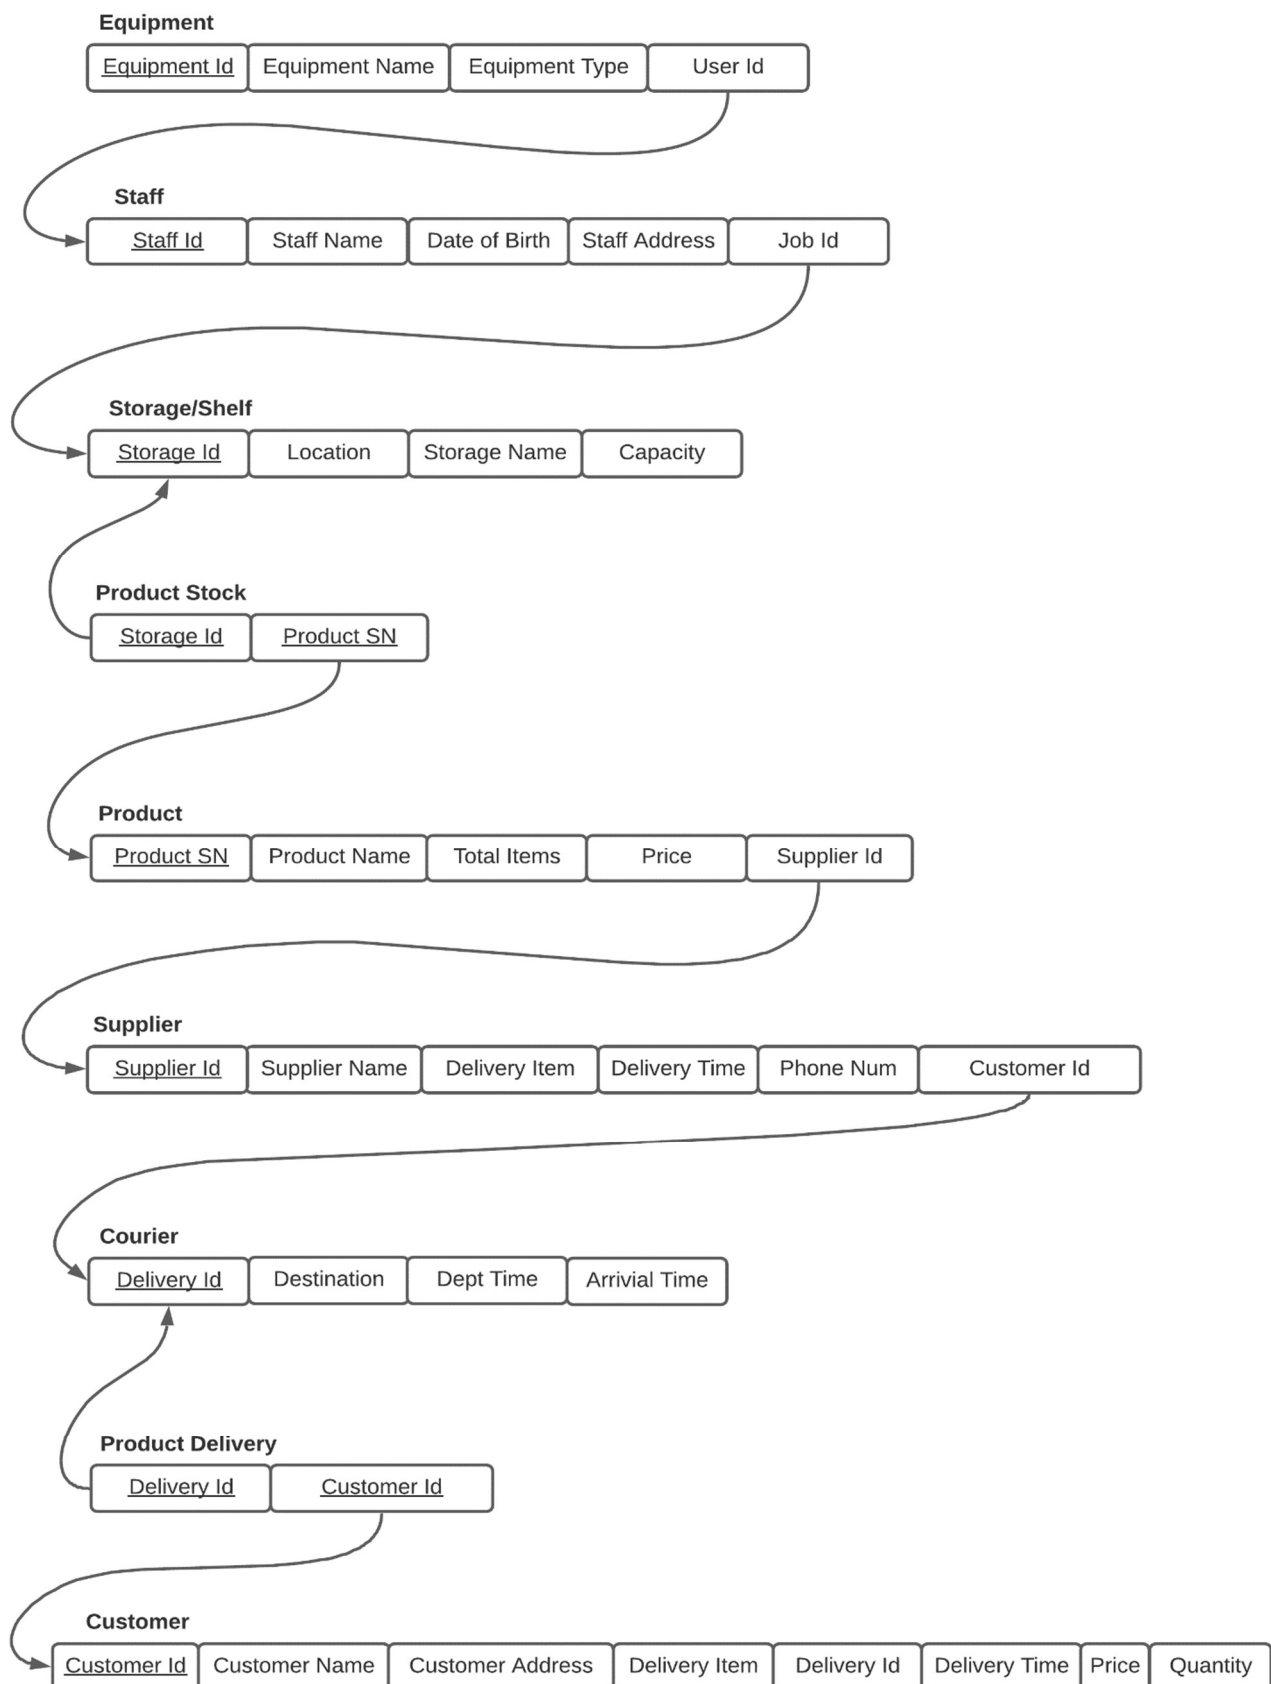 Equipment
Equipment Id Equipment Name Equipment Type User Id
Staff
Staff Id Staff Name Date of Birth Staff Address Job Id
Storage/Shelf
Storage Id Location Storage Name Capacity
Product Stock
Storage Id Product SN
Product
Product SN Product Name Total Items Price Supplier Id
Supplier
Supplier Id Supplier Name Delivery Item Delivery Time Phone Num Customer Id
Courier
Delivery Id Destination Dept Time Arrivial Time
Product Delivery
Delivery Id Customer Id
Customer
Customer Id Customer Name Customer Address Delivery Item Delivery Id Delivery Time Price Quantity